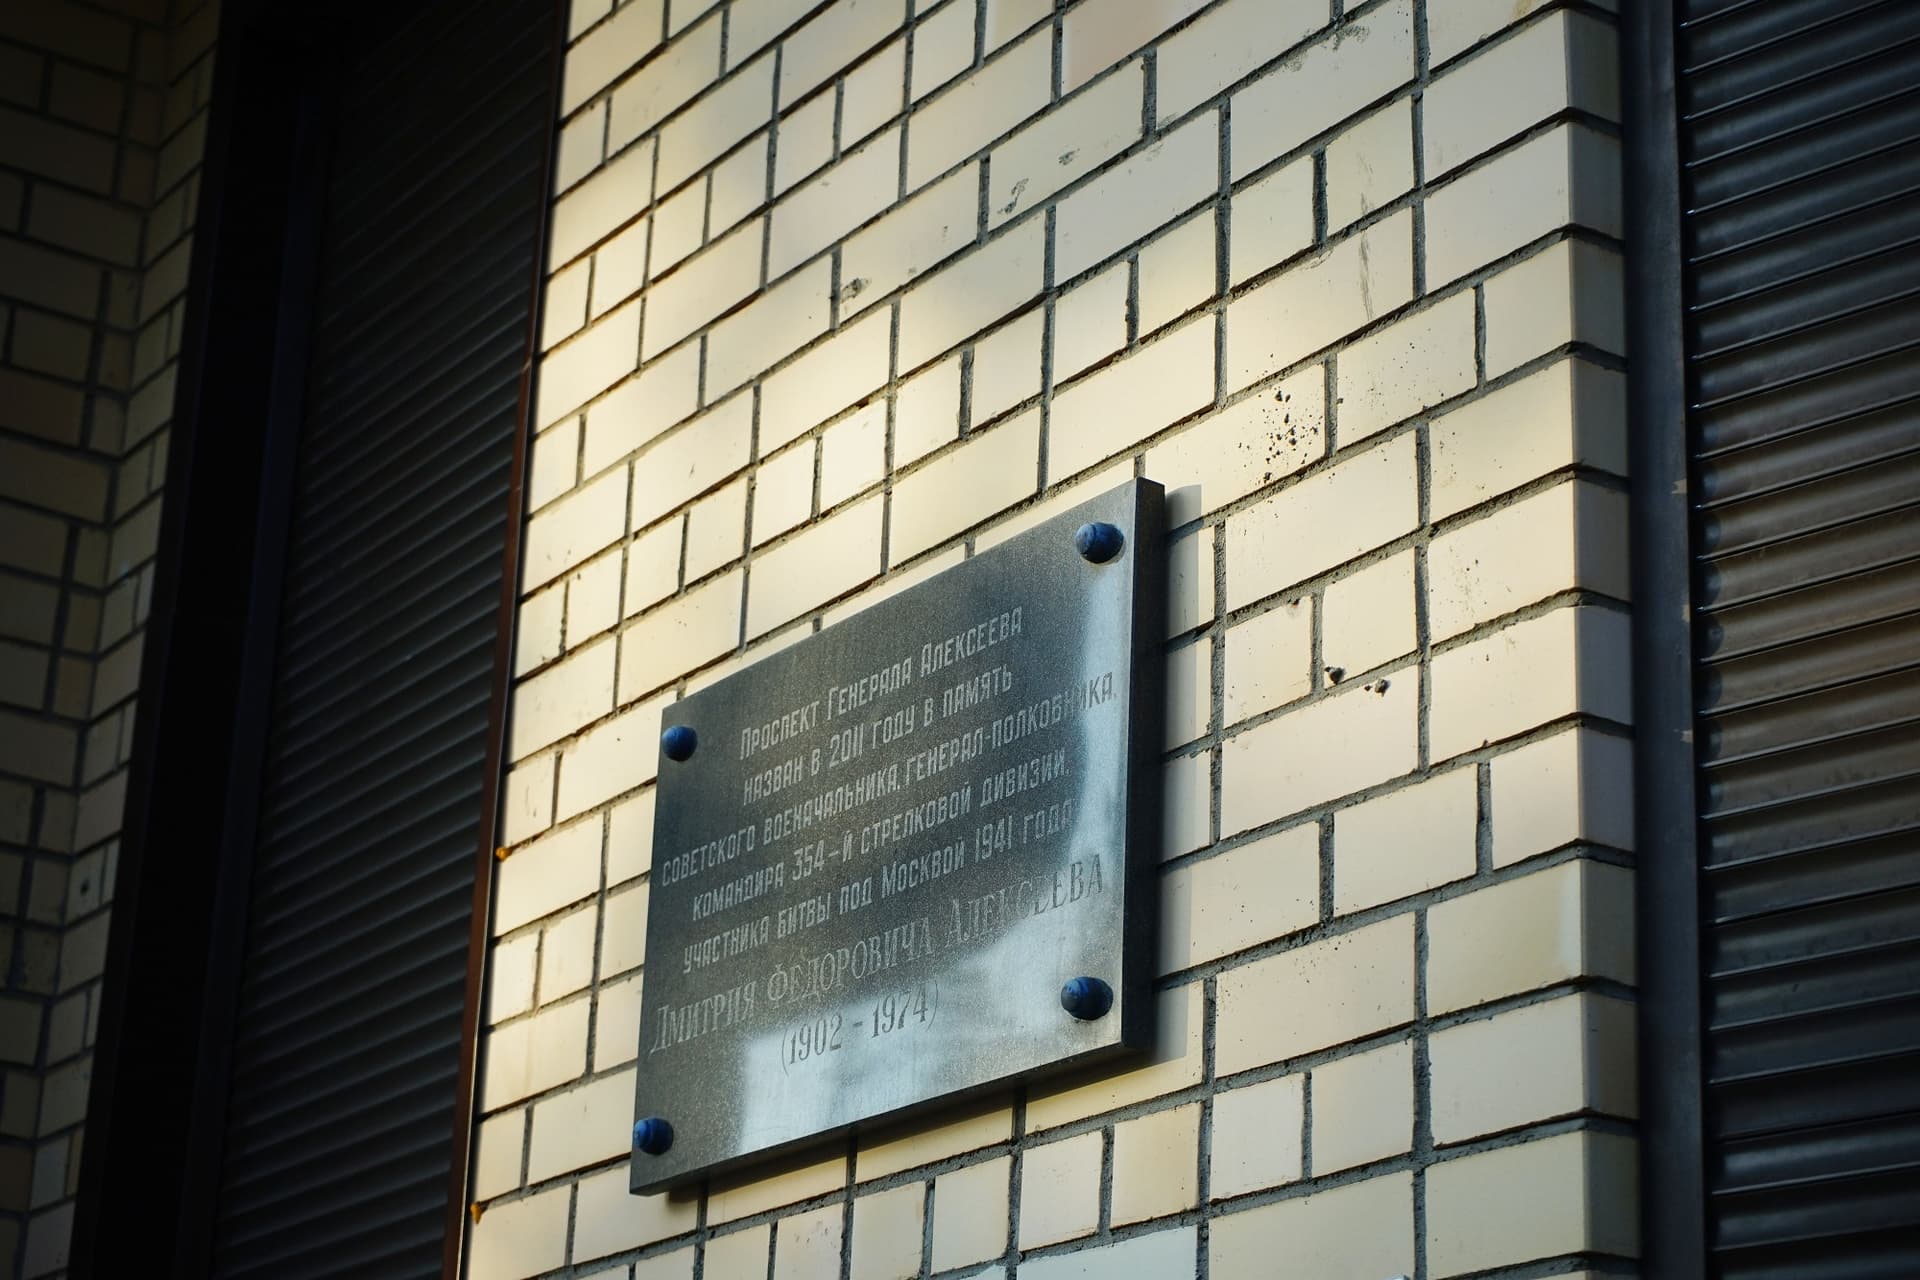 Проспект Генерала Алексеева
назван в 2011 году в память
советского военачальника, генерал-полковника,
командира 354-й стрелковой дивизии,
участника битвы под Москвой 1941 года
Дмитрия Фёдоровича Алексеева
(1902 - 1974)